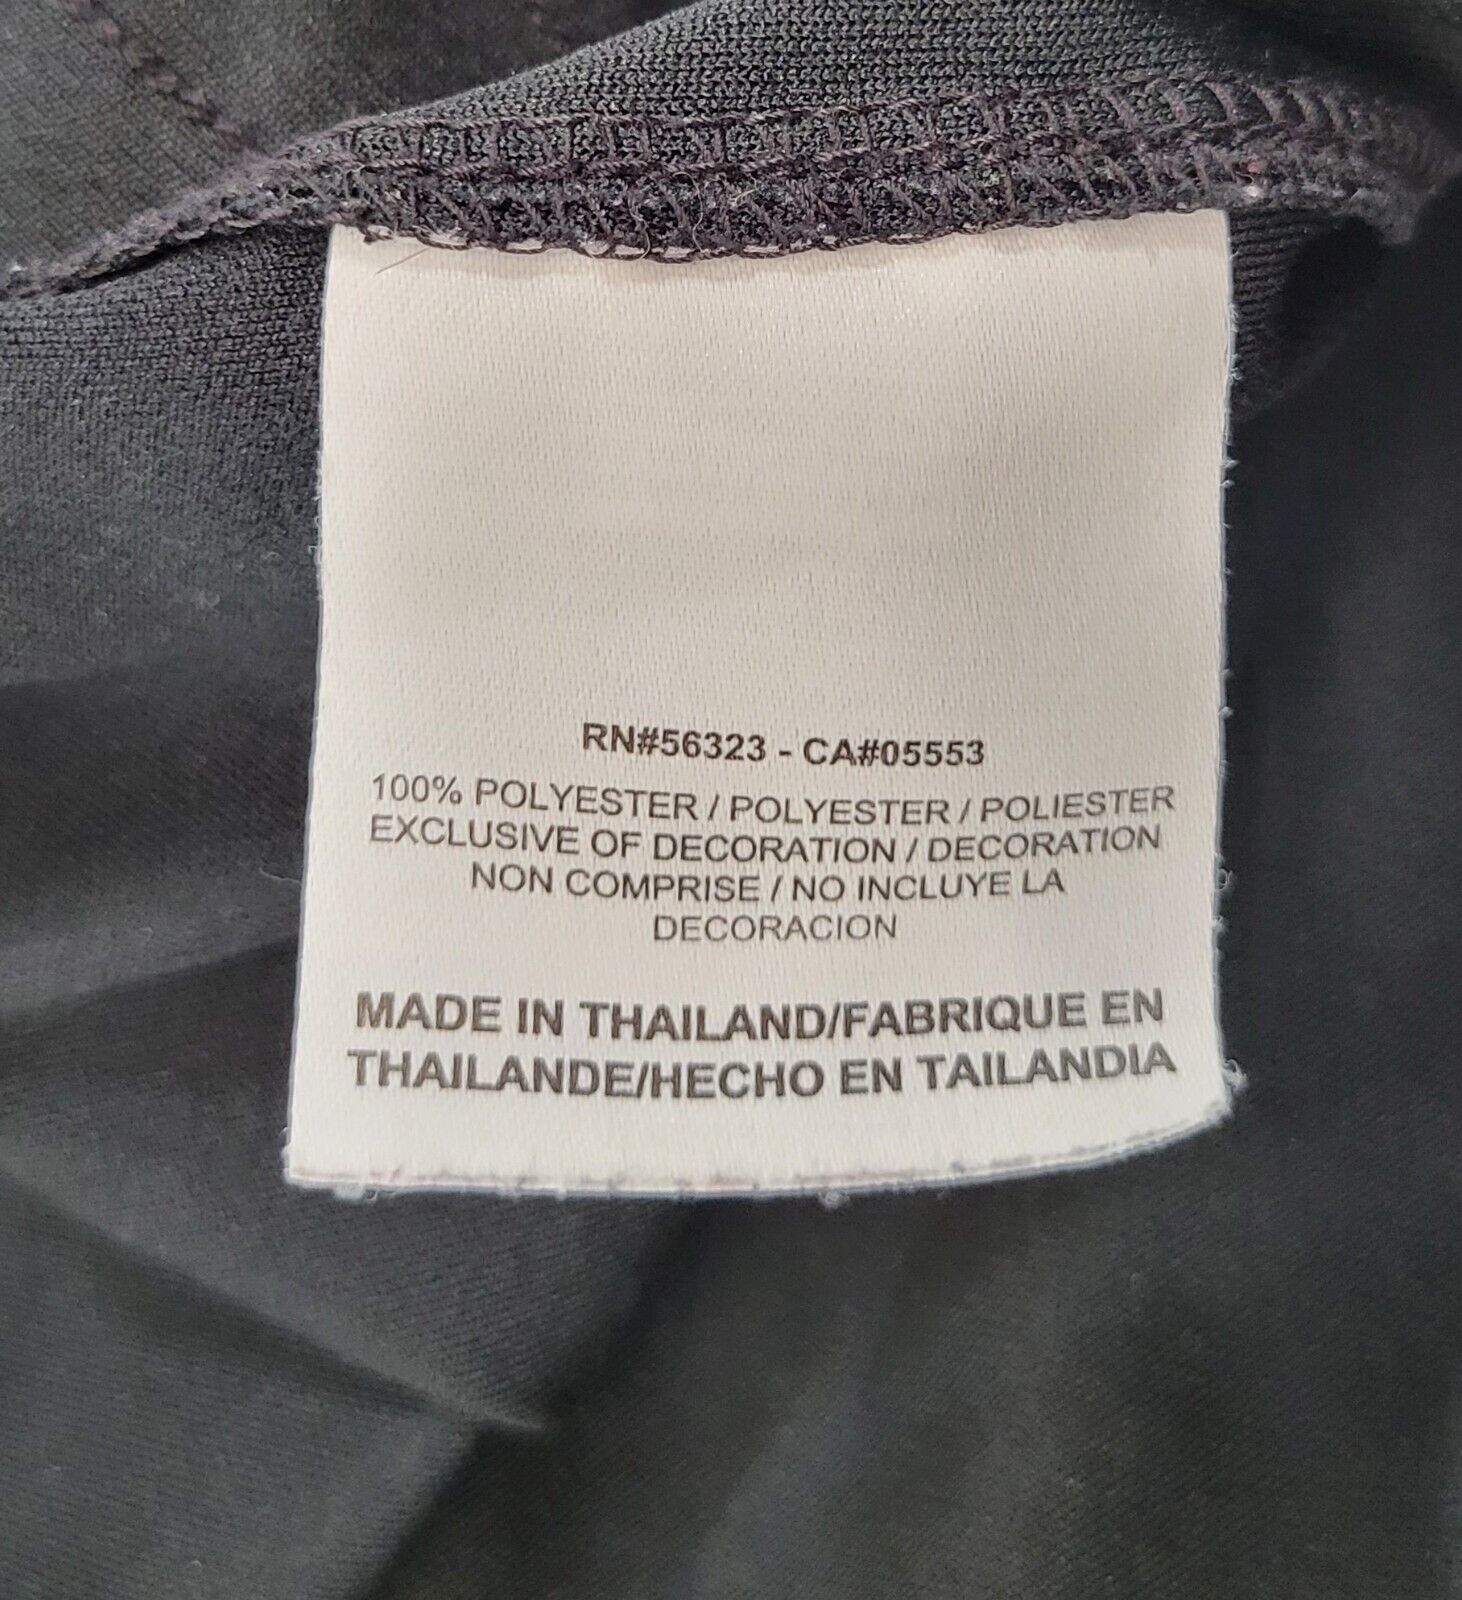 RN#56323 - CA#05553
100% POLYESTER / POLYESTER / POLIESTER
EXCLUSIVE OF DECORATION / DECORATION
NON COMPRISE / NO INCLUYE LA
DECORACION
MADE IN THAILAND/FABRIQUE EN
THAILANDE/HECHO EN TAILANDIA